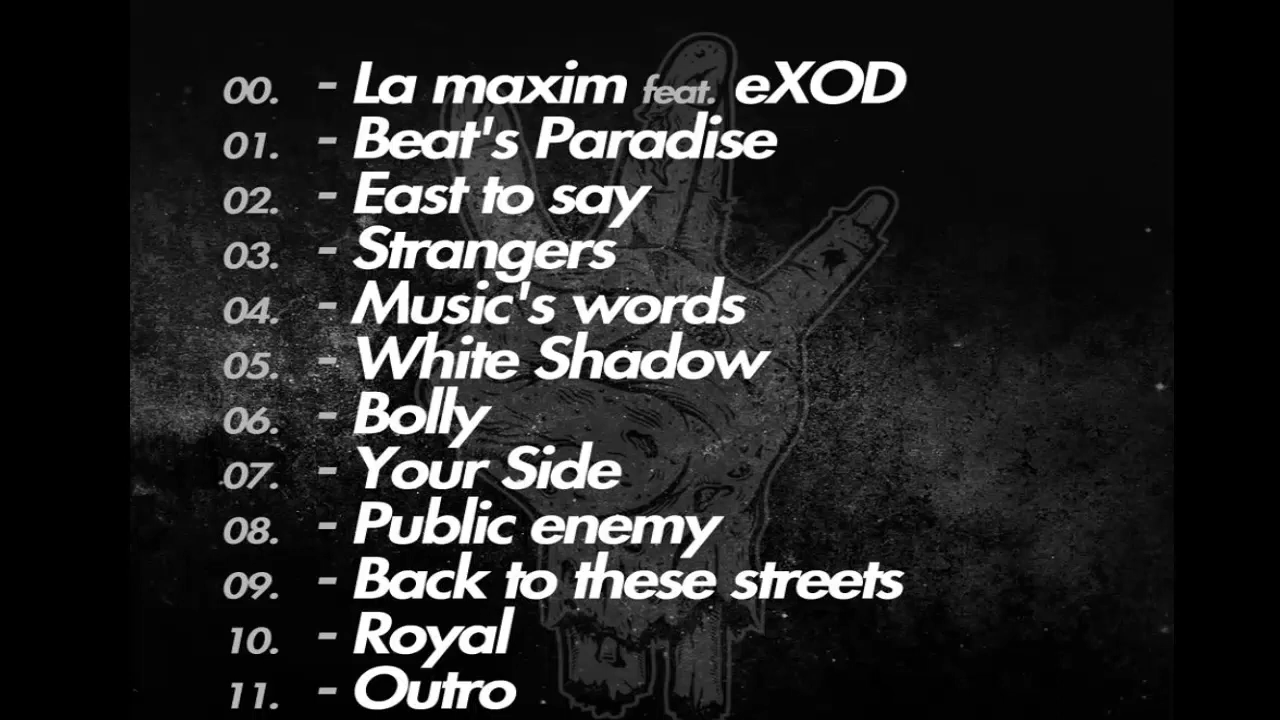 00. - La maxim feat. eXOD
01. - Beat's Paradise
02. - East to say
03. - Strangers
04. - Music's words
05. - White Shadow
06. - Bolly
07. - Your Side
08. - Public enemy
09. - Back to these streets
10. - Royal
11. - Outro